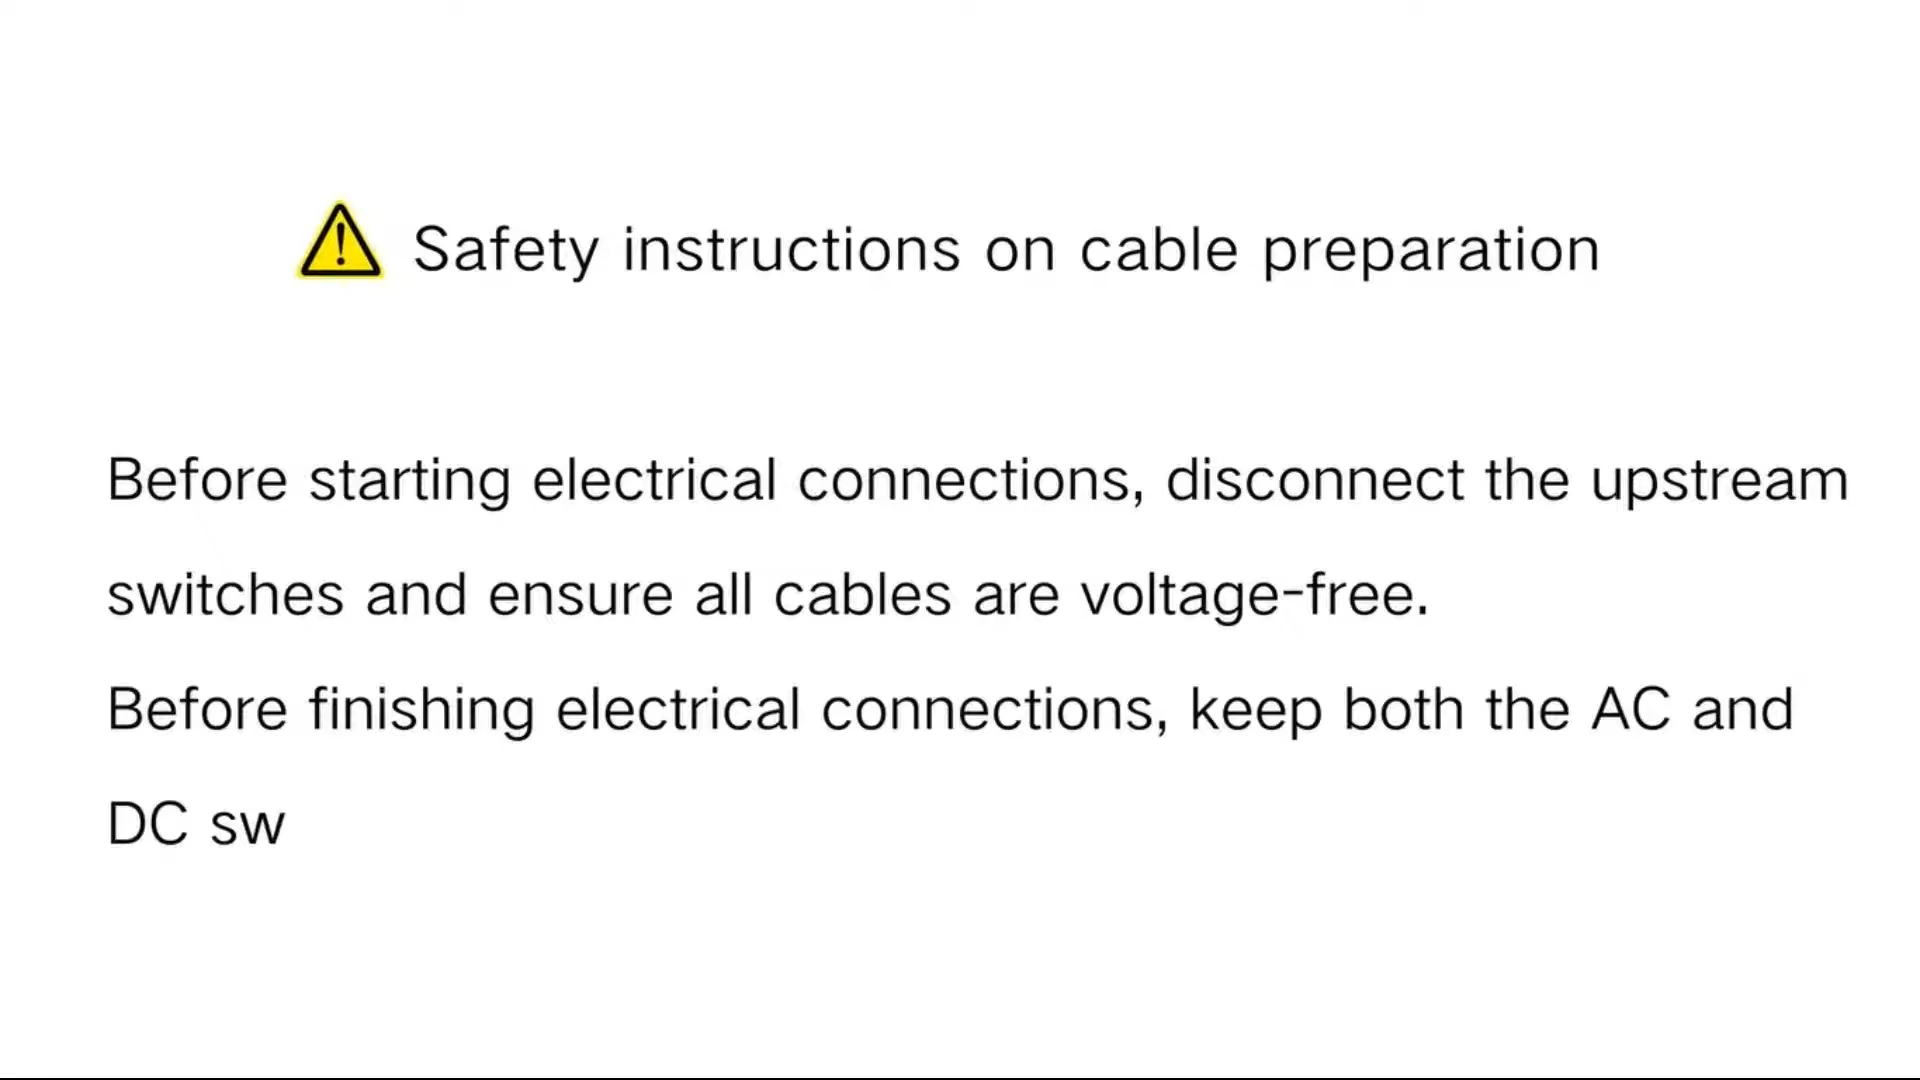 Safety instructions on cable preparation
Before starting electrical connections, disconnect the upstream
switches and ensure all cables are voltage-free.
Before finishing electrical connections, keep both the AC and
DC sw